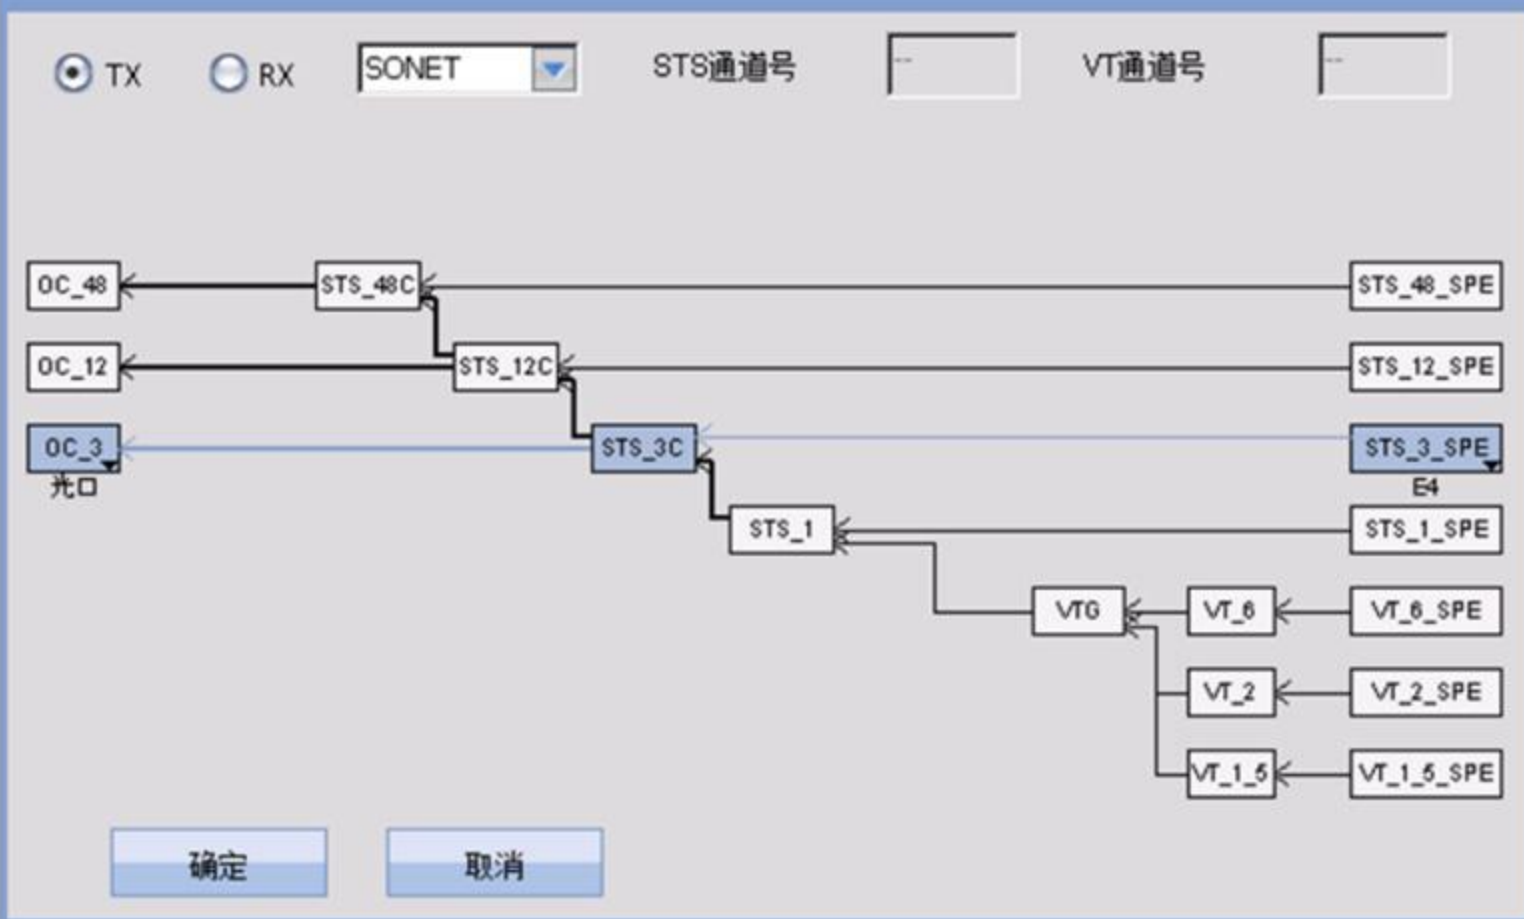 TX RX SONET STS通道号 -- VT通道号 --
OC_48 STS_48C STS_48_SPE
OC_12 STS_12C STS_12_SPE
OC_3 STS_3C STS_3_SPE
光口 E4
STS_1 STS_1_SPE
VTG VT_6 VT_6_SPE
VT_2 VT_2_SPE
VT_1_5 VT_1_5_SPE
确定 取消